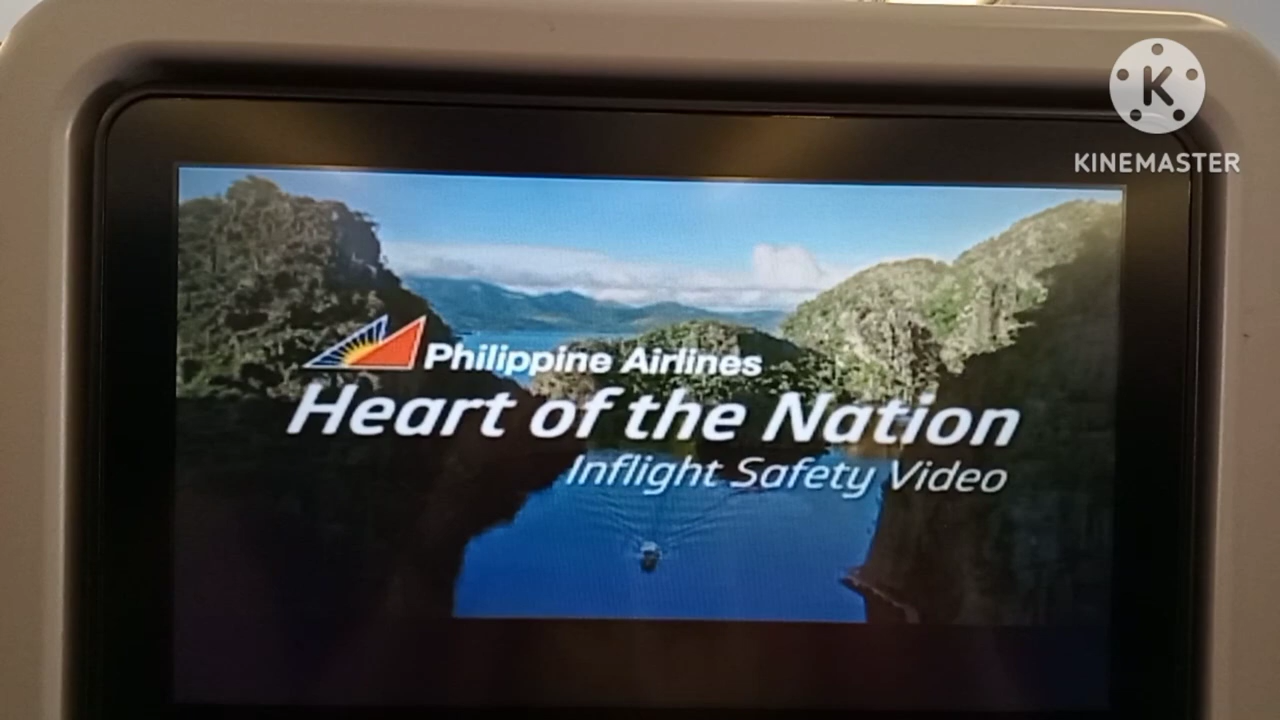 K
KINEMASTER
Philippine Airlines
Heart of the Nation
Inflight Safety Video